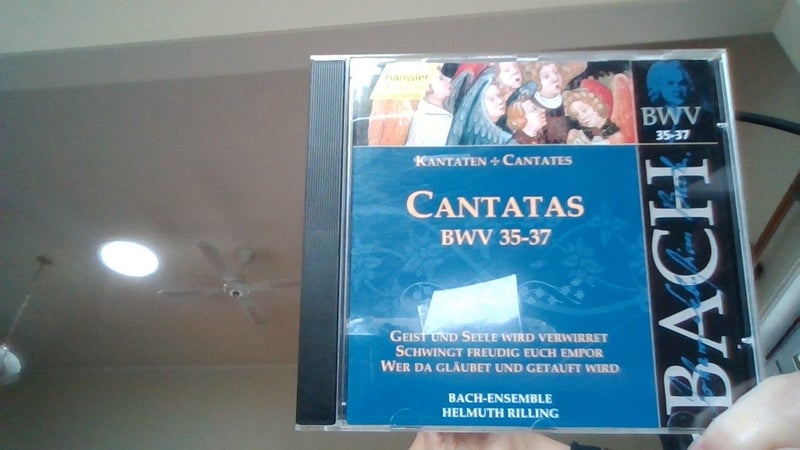 hänssler
BWV
35-37
KANTATEN + CANTATES
CANTATAS
BWV 35-37
GEIST UND SEELE WIRD VERWIRRET
SCHWINGT FREUDIG EUCH EMPOR
WER DA GLÄUBET UND GETAUFT WIRD
BACH-ENSEMBLE
HELMUTH RILLING
BACH